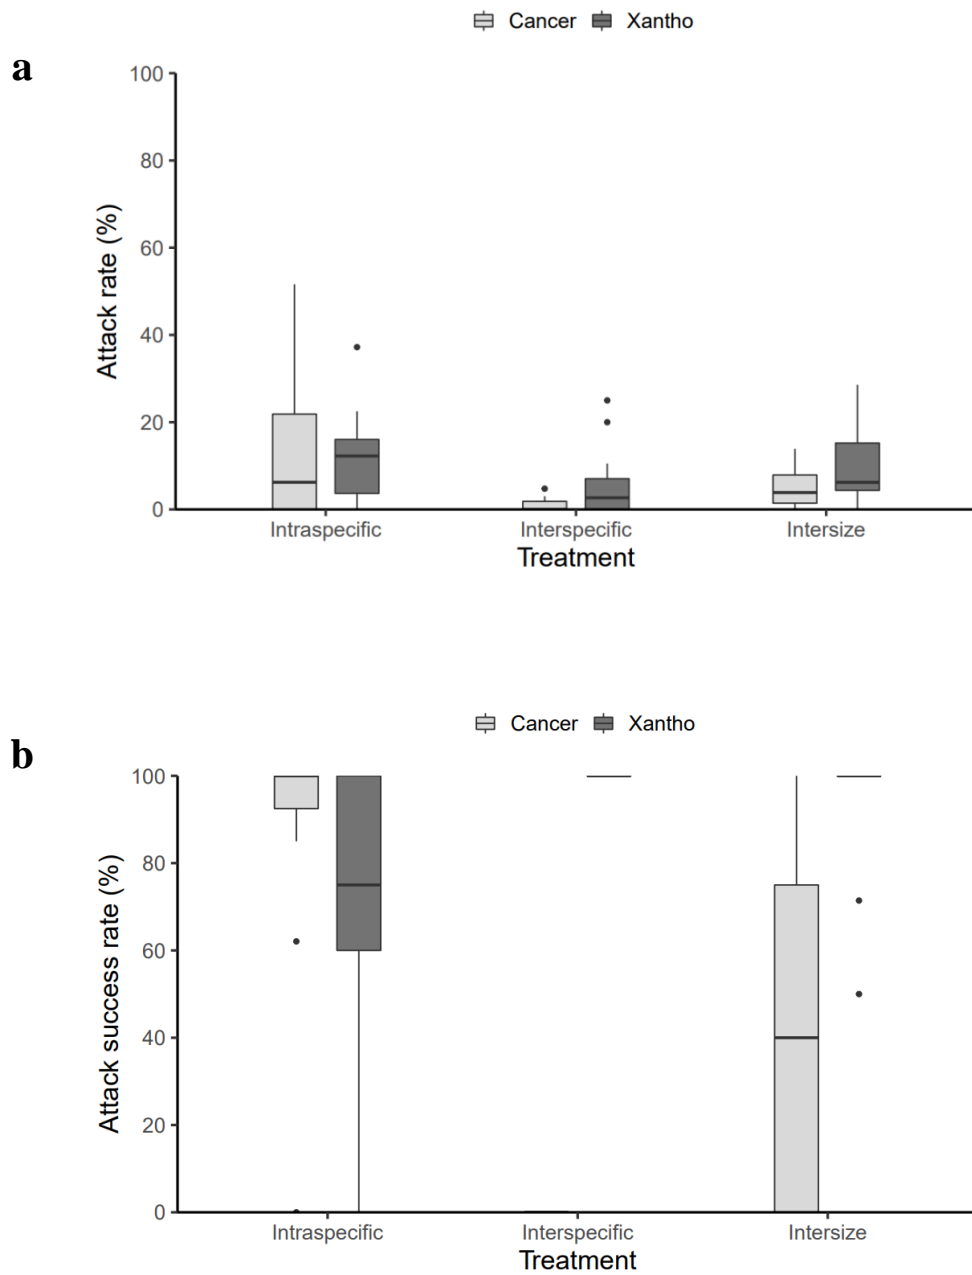 Cancer Xantho
a
100
80
60
40
20
0
Attack rate (%)
Intraspecific Interspecific Intersize
Treatment
Cancer Xantho
b
100
80
60
40
20
0
Attack success rate (%)
Intraspecific Interspecific Intersize
Treatment